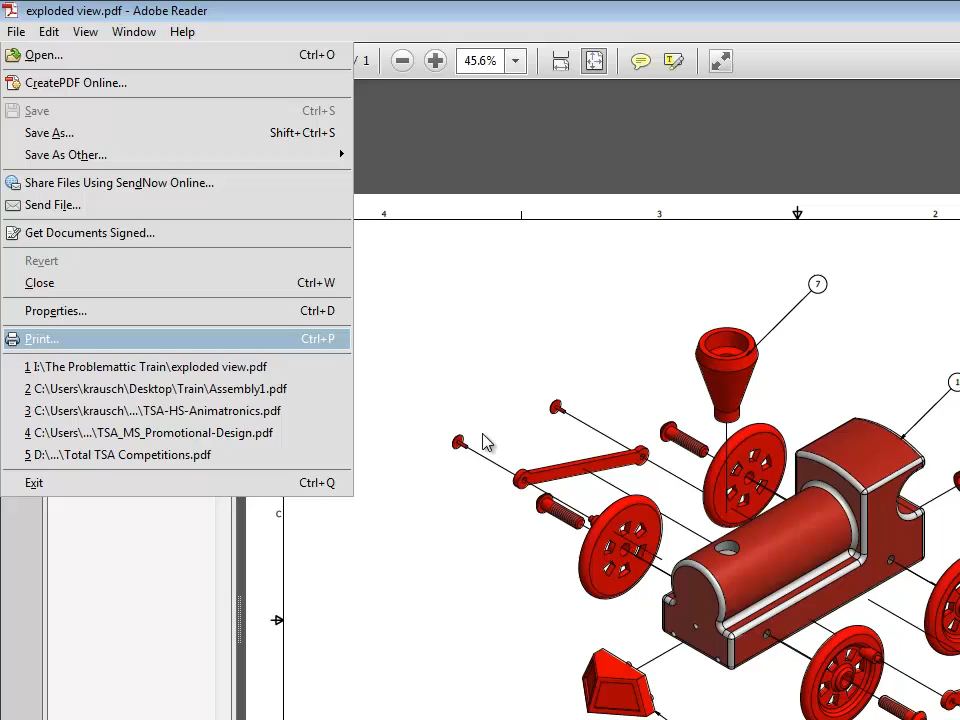 exploded view.pdf - Adobe Reader
File Edit View Window Help
Open... Ctrl+O
/ 1
45.6%
CreatePDF Online...
Save Ctrl+S
Save As... Shift+Ctrl+S
Save As Other...
Share Files Using SendNow Online...
Send File...
4 3 2
Get Documents Signed...
Revert
Close Ctrl+W
7
Properties... Ctrl+D
Print... Ctrl+P
1 I:\The Problemattic Train\exploded view.pdf
2 C:\Users\krausch\Desktop\Train\Assembly1.pdf
1
3 C:\Users\krausch\...\TSA-HS-Animatronics.pdf
4 C:\Users\...\TSA_MS_Promotional-Design.pdf
5 D:\...\Total TSA Competitions.pdf
Exit Ctrl+Q
C